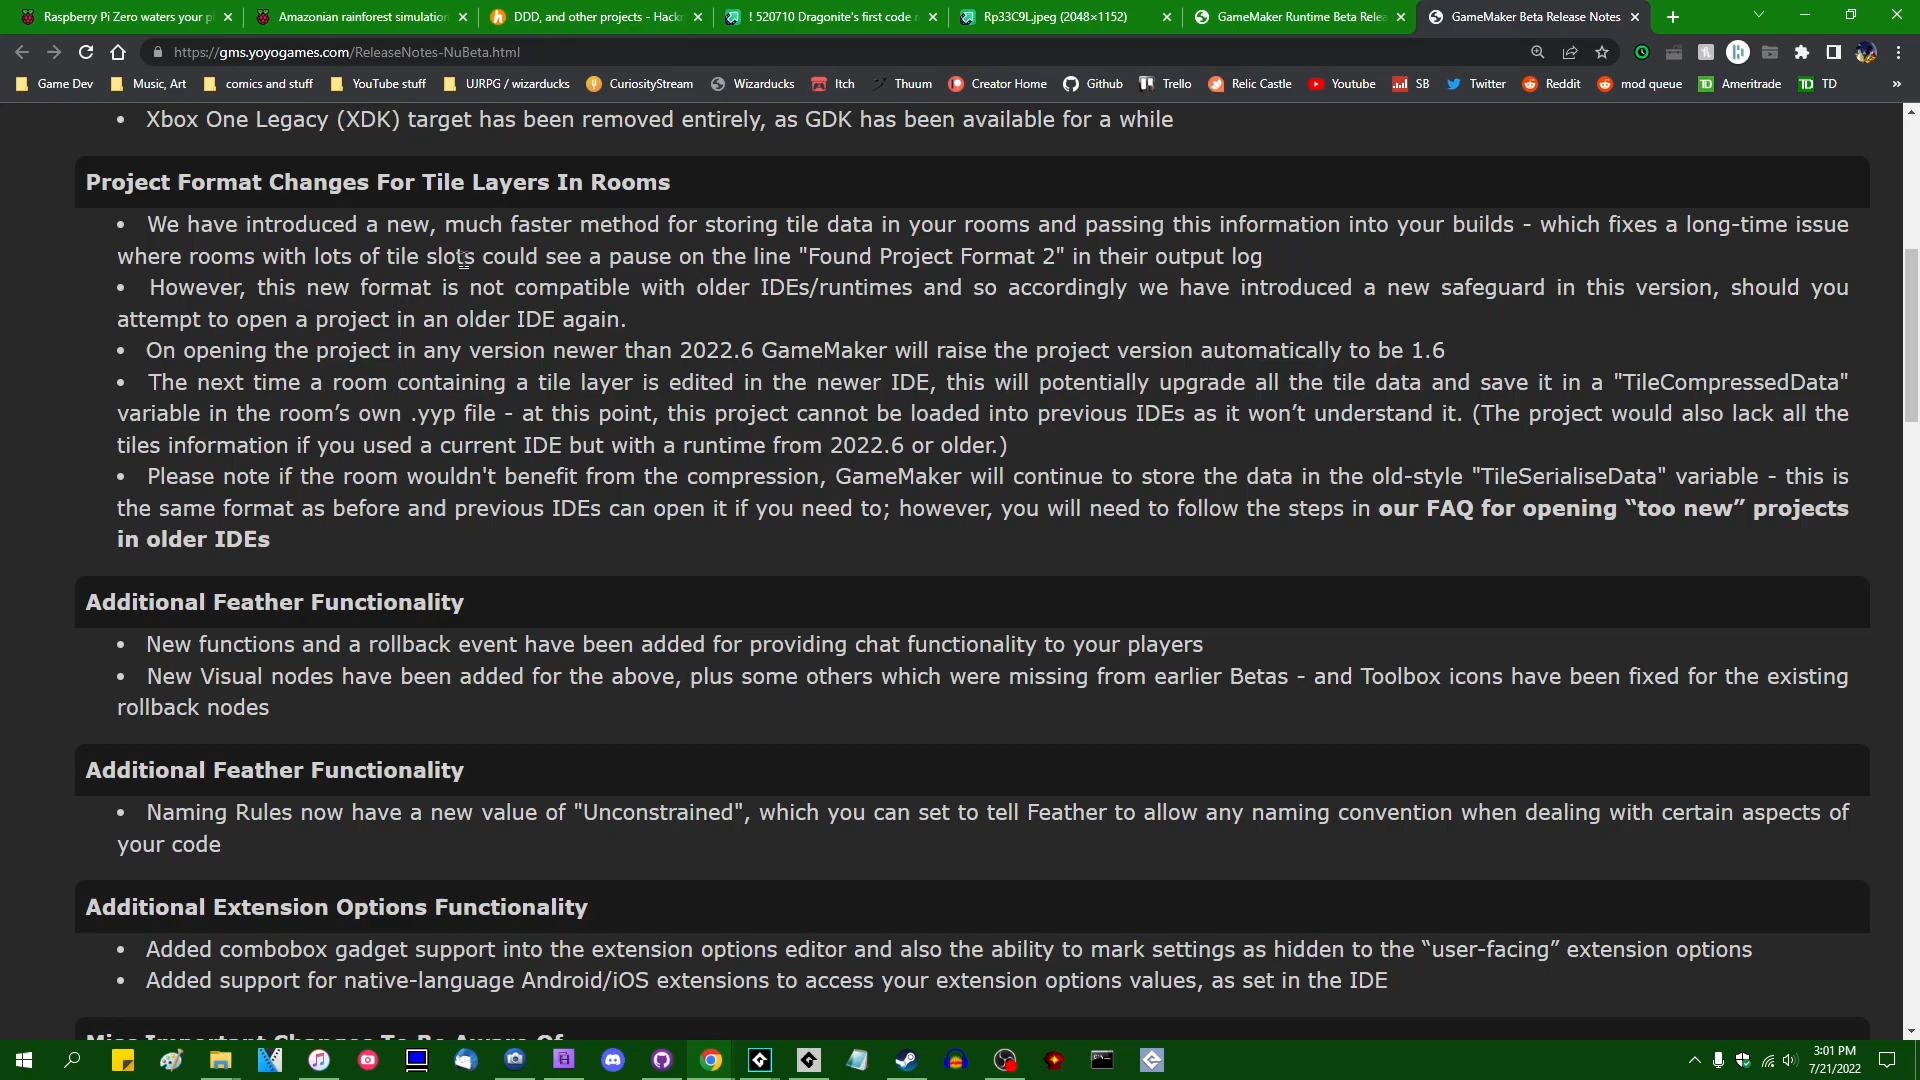 Raspberry Pi Zero waters your p
Amazonian rainforest simulation
DDD, and other projects - Hackr
! 520710 Dragonite's first code r
Rp33C9L.jpeg (2048×1152)
GameMaker Runtime Beta Relea
GameMaker Beta Release Notes
https://gms.yoyogames.com/ReleaseNotes-NuBeta.html
Game Dev
Music, Art
comics and stuff
YouTube stuff
UJRPG / wizarducks
CuriosityStream
Wizarducks
Itch
Thuum
Creator Home
Github
Trello
Relic Castle
Youtube
SB
Twitter
Reddit
mod queue
Ameritrade
TD
• Xbox One Legacy (XDK) target has been removed entirely, as GDK has been available for a while
Project Format Changes For Tile Layers In Rooms
• We have introduced a new, much faster method for storing tile data in your rooms and passing this information into your builds - which fixes a long-time issue
where rooms with lots of tile slots could see a pause on the line "Found Project Format 2" in their output log
• However, this new format is not compatible with older IDEs/runtimes and so accordingly we have introduced a new safeguard in this version, should you
attempt to open a project in an older IDE again.
• On opening the project in any version newer than 2022.6 GameMaker will raise the project version automatically to be 1.6
• The next time a room containing a tile layer is edited in the newer IDE, this will potentially upgrade all the tile data and save it in a "TileCompressedData"
variable in the room’s own .yyp file - at this point, this project cannot be loaded into previous IDEs as it won’t understand it. (The project would also lack all the
tiles information if you used a current IDE but with a runtime from 2022.6 or older.)
• Please note if the room wouldn't benefit from the compression, GameMaker will continue to store the data in the old-style "TileSerialiseData" variable - this is
the same format as before and previous IDEs can open it if you need to; however, you will need to follow the steps in our FAQ for opening “too new” projects
in older IDEs
Additional Feather Functionality
• New functions and a rollback event have been added for providing chat functionality to your players
• New Visual nodes have been added for the above, plus some others which were missing from earlier Betas - and Toolbox icons have been fixed for the existing
rollback nodes
Additional Feather Functionality
• Naming Rules now have a new value of "Unconstrained", which you can set to tell Feather to allow any naming convention when dealing with certain aspects of
your code
Additional Extension Options Functionality
• Added combobox gadget support into the extension options editor and also the ability to mark settings as hidden to the “user-facing” extension options
• Added support for native-language Android/iOS extensions to access your extension options values, as set in the IDE
Misc Important Changes To Be Aware Of
3:01 PM
7/21/2022